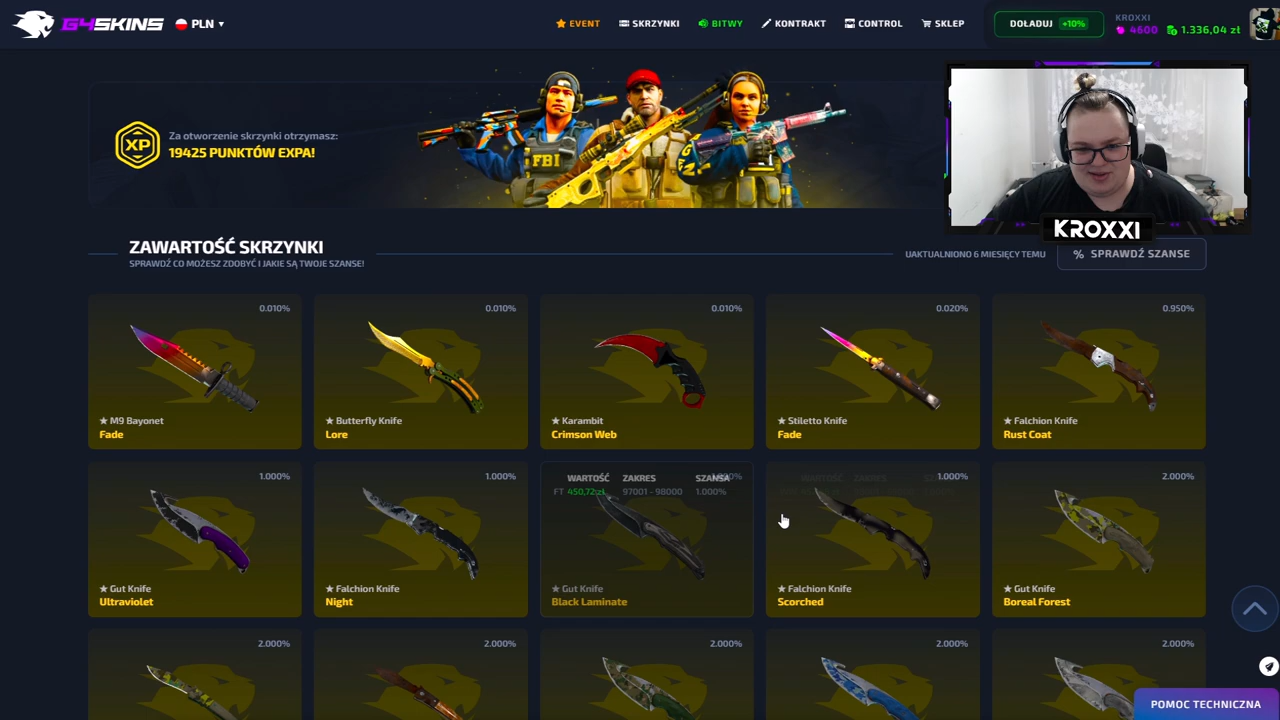 G4SKINS
PLN
EVENT
SKRZYNKI
BITWY
KONTRAKT
CONTROL
SKLEP
DOŁADUJ +10%
KROXXI
4600
1.336,04 zł
XP
Za otworzenie skrzynki otrzymasz:
19425 PUNKTÓW EXPA!
FBI
KROXXI
ZAWARTOŚĆ SKRZYNKI
SPRAWDŹ CO MOŻESZ ZDOBYĆ I JAKIE SĄ TWOJE SZANSE!
UAKTUALNIONO 6 MIESIĘCY TEMU
% SPRAWDŹ SZANSE
0.010%
★ M9 Bayonet
Fade
0.010%
★ Butterfly Knife
Lore
0.010%
★ Karambit
Crimson Web
0.020%
★ Stiletto Knife
Fade
0.950%
★ Falchion Knife
Rust Coat
1.000%
★ Gut Knife
Ultraviolet
1.000%
★ Falchion Knife
Night
WARTOŚĆ ZAKRES SZANSA
FT 450,72 zł 97001 - 98000 1.000%
★ Gut Knife
Black Laminate
1.000%
★ Falchion Knife
Scorched
2.000%
★ Gut Knife
Boreal Forest
2.000%
2.000%
2.000%
2.000%
2.000%
POMOC TECHNICZNA